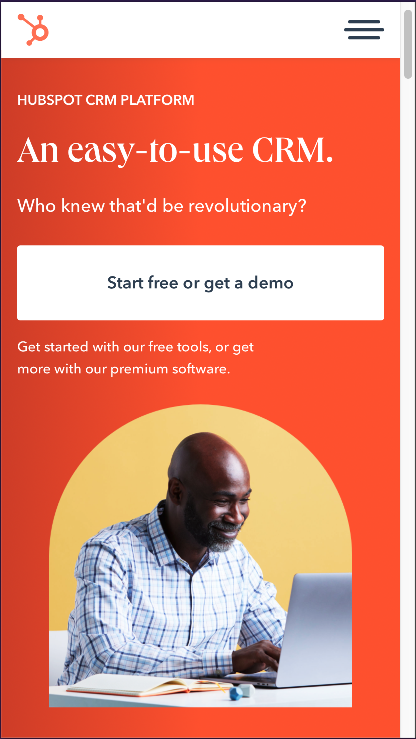 HUBSPOT CRM PLATFORM
An easy-to-use CRM.
Who knew that'd be revolutionary?
Start free or get a demo
Get started with our free tools, or get
more with our premium software.